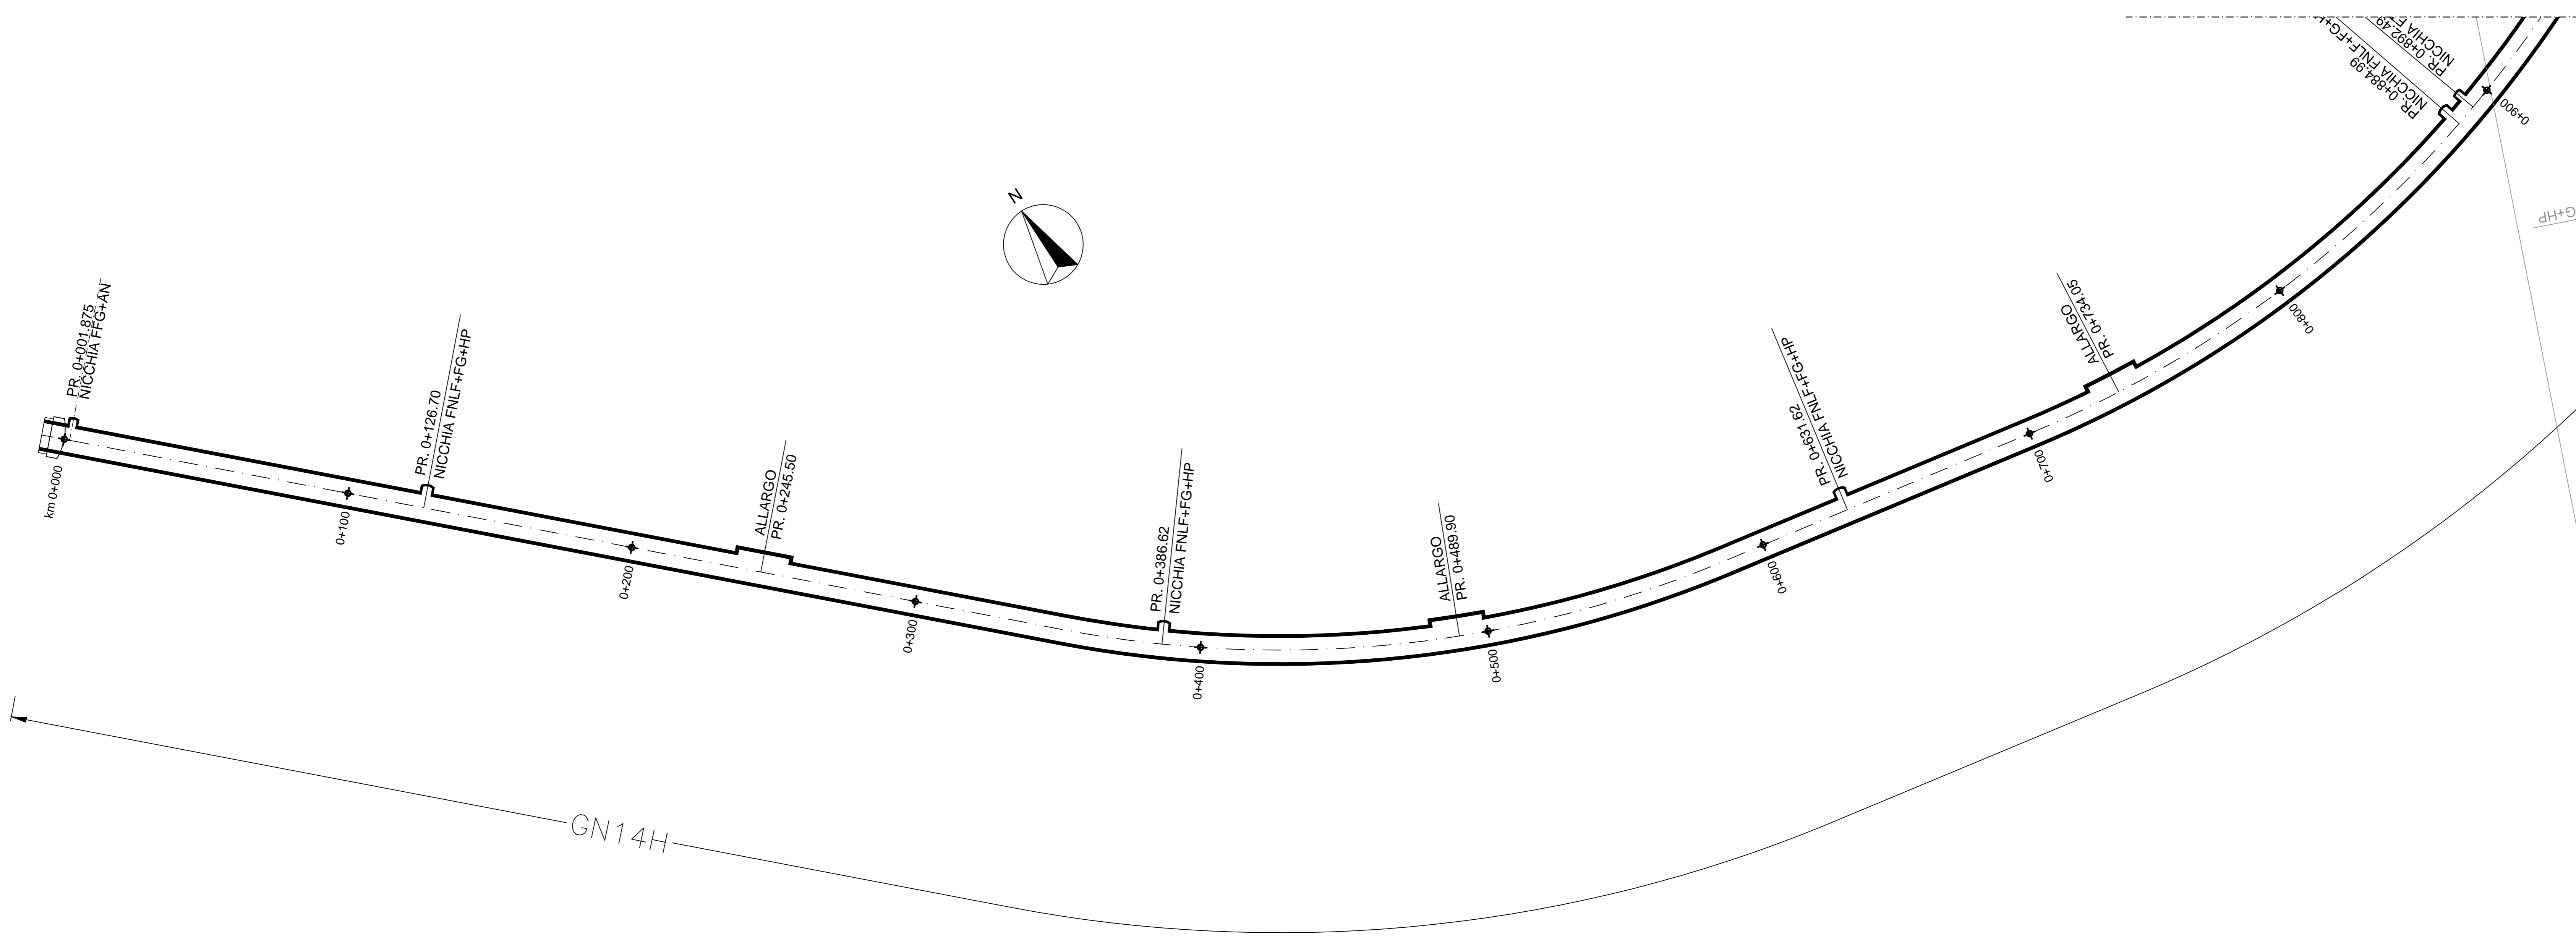 PR. 0+001.875
NICCHIA FFG+AN
km 0+000
0+100
PR. 0+126.70
NICCHIA FNLF+FG+HP
0+200
ALLARGO
PR. 0+245.50
0+300
N
PR. 0+386.62
NICCHIA FNLF+FG+HP
0+400
ALLARGO
PR. 0+489.90
0+500
0+600
PR. 0+631.62
NICCHIA FNLF+FG+HP
0+700
ALLARGO
PR. 0+734.05
0+800
PR. 0+884.99
NICCHIA FNLF+FG+H
PR. 0+892.49
NICCHIA F
0+900
G+HP
GN14H